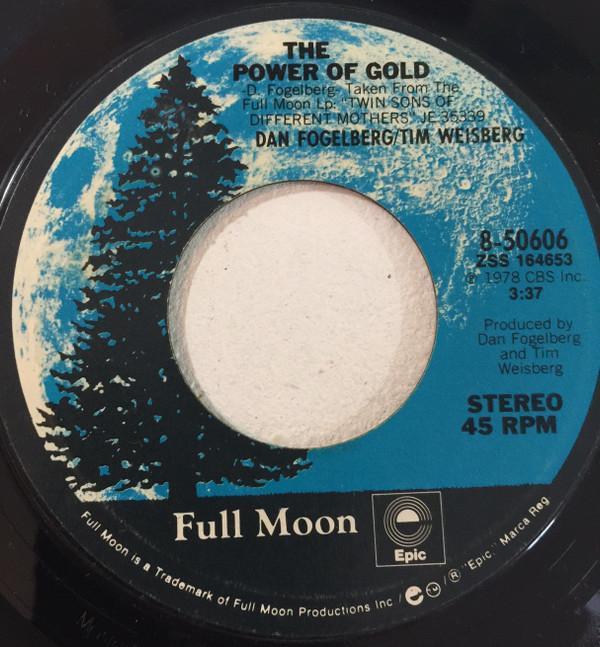 THE
POWER OF GOLD
-D. Fogelberg- Taken From The
Full Moon Lp: "TWIN SONS OF
DIFFERENT MOTHERS" JE 35339
DAN FOGELBERG/TIM WEISBERG
8-50606
ZSS 164653
℗ 1978 CBS Inc.
3:37
Produced by
Dan Fogelberg
and Tim
Weisberg
STEREO
45 RPM
Full Moon
Epic
Full Moon is a Trademark of Full Moon Productions Inc / e TM / ® "Epic," Marca Reg